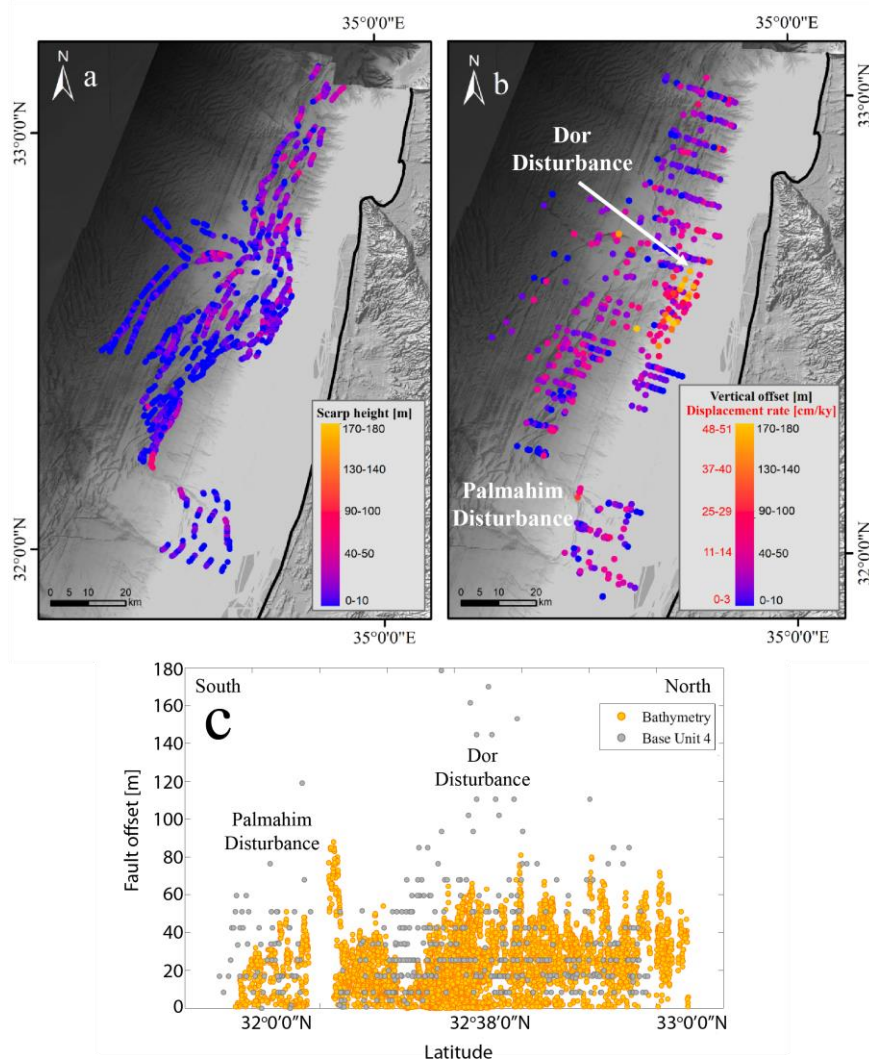 35°0'0"E
35°0'0"E
N
a
33°0'0"N
32°0'0"N
Scarp height [m]
170-180
130-140
90-100
40-50
0-10
0 5 10 20
km
35°0'0"E
N
b
Dor
Disturbance
Palmahim
Disturbance
33°0'0"N
32°0'0"N
Vertical offset [m]
Displacement rate [cm/ky]
48-51 170-180
37-40 130-140
25-29 90-100
11-14 40-50
0-3 0-10
0 5 10 20
km
35°0'0"E
South
North
c
Bathymetry
Base Unit 4
Dor
Disturbance
Palmahim
Disturbance
Fault offset [m]
180
160
140
120
100
80
60
40
20
0
32°0'0"N 32°38'0"N 33°0'0"N
Latitude